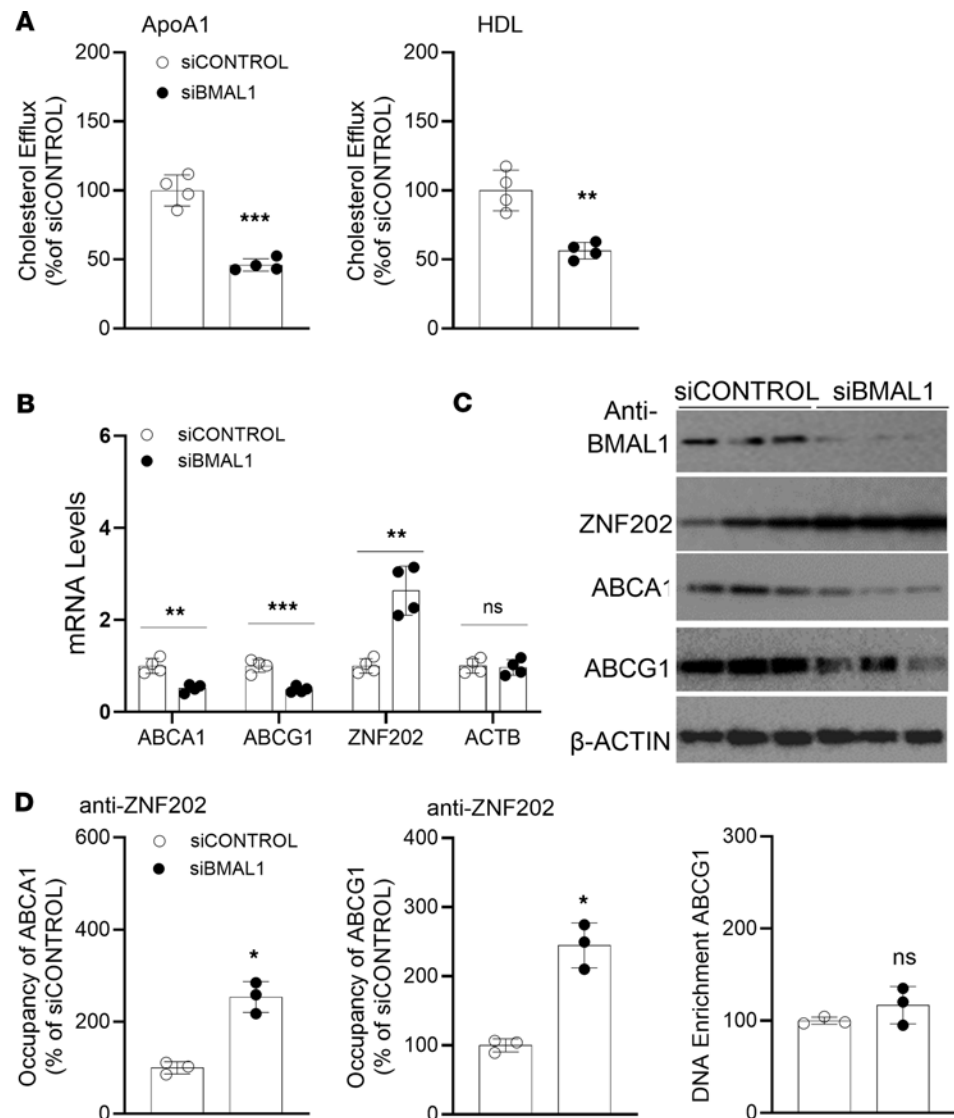 A
ApoA1
HDL
200
150
100
50
0
Cholesterol Efflux
(%of siCONTROL)
siCONTROL
siBMAL1
***
200
150
100
50
0
Cholesterol Efflux
(%of siCONTROL)
**
B
6
4
2
0
mRNA Levels
siCONTROL
siBMAL1
**
***
**
ns
ABCA1
ABCG1
ZNF202
ACTB
C
siCONTROL
siBMAL1
Anti-
BMAL1
ZNF202
ABCA1
ABCG1
β-ACTIN
D
anti-ZNF202
600
400
200
0
Occupancy of ABCA1
(% of siCONTROL)
siCONTROL
siBMAL1
*
anti-ZNF202
400
300
200
100
0
Occupancy of ABCG1
(% of siCONTROL)
*
300
200
100
0
DNA Enrichment ABCG1
ns